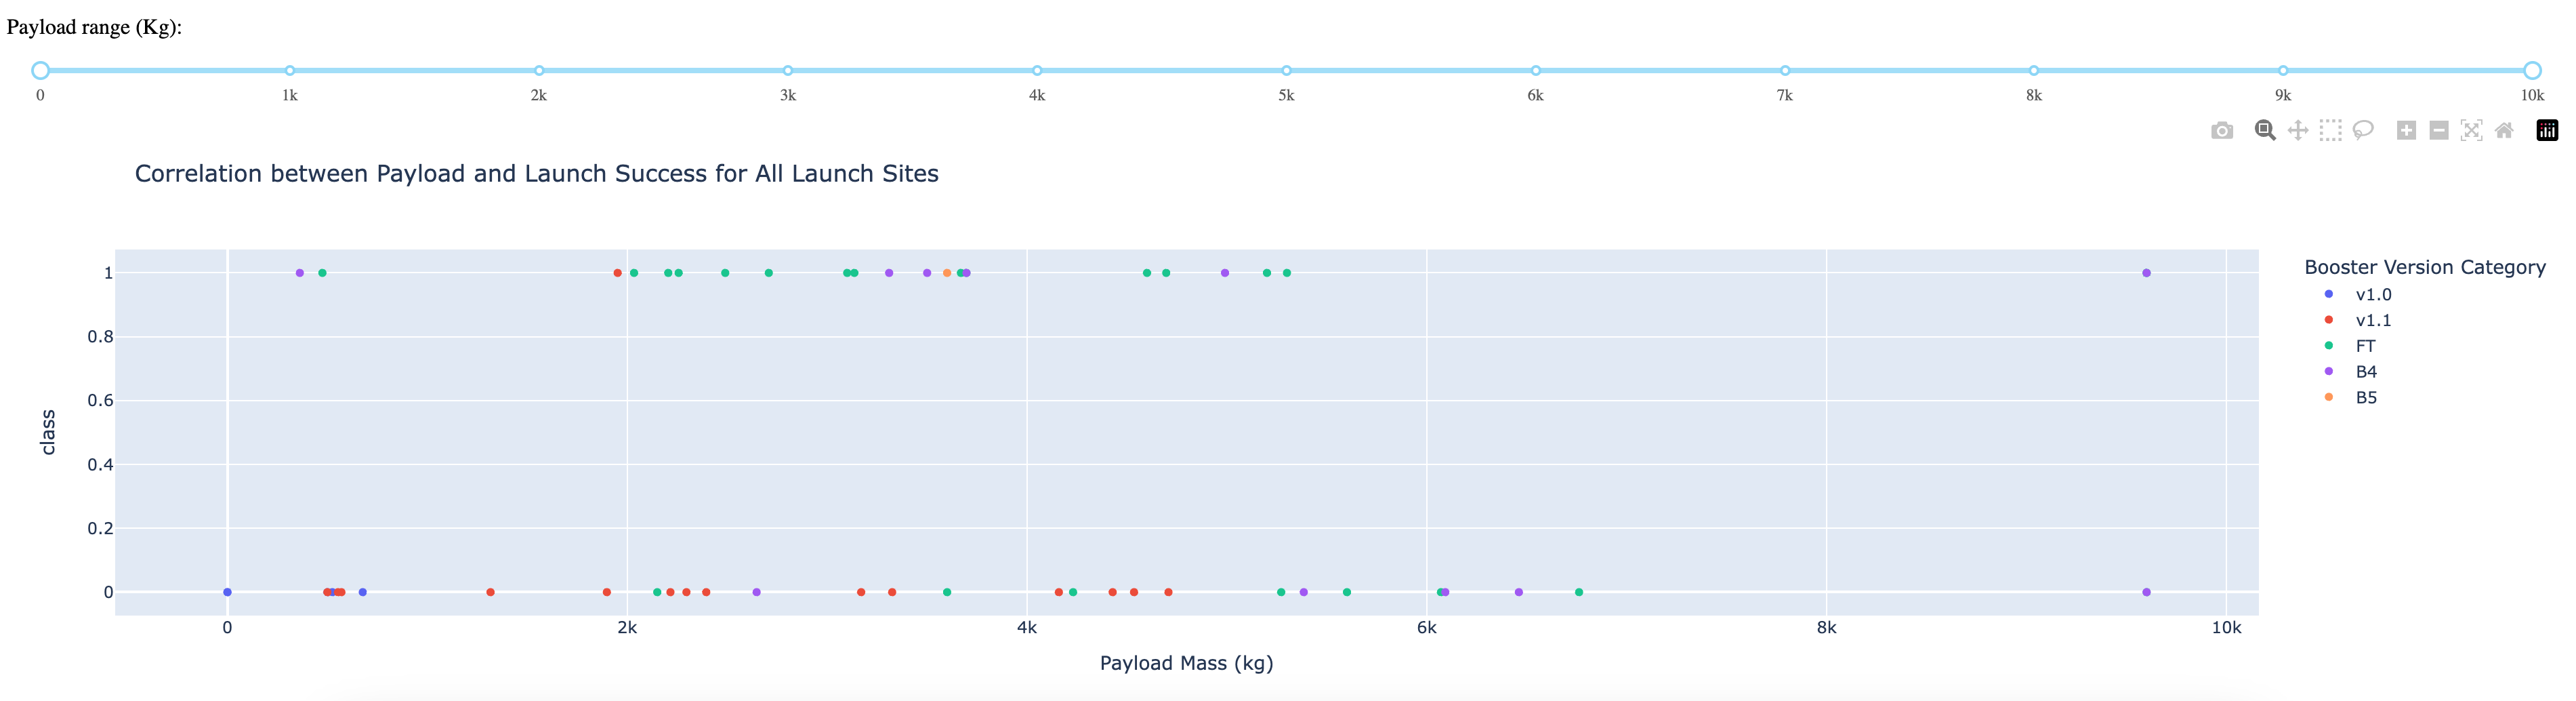 Payload range (Kg):
0 1k 2k 3k 4k 5k 6k 7k 8k 9k 10k
Correlation between Payload and Launch Success for All Launch Sites
1
0.8
0.6
0.4
0.2
0
class
0 2k 4k 6k 8k 10k
Payload Mass (kg)
Booster Version Category
v1.0
v1.1
FT
B4
B5